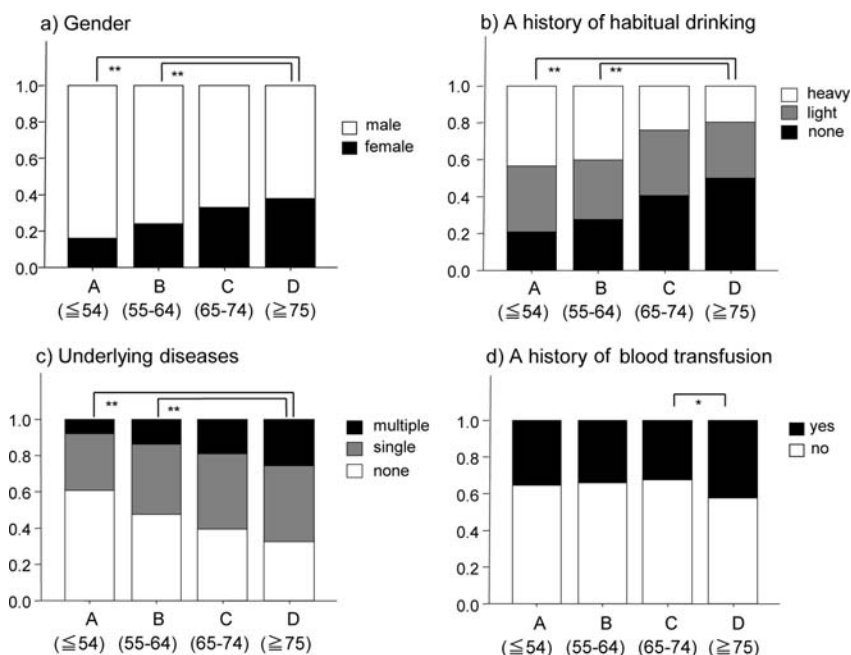 a) Gender
** **
1.0
0.8
0.6
0.4
0.2
0.0
male
female
A B C D
(≦54) (55-64) (65-74) (≧75)
b) A history of habitual drinking
** **
1.0
0.8
0.6
0.4
0.2
0.0
heavy
light
none
A B C D
(≦54) (55-64) (65-74) (≧75)
c) Underlying diseases
** **
1.0
0.8
0.6
0.4
0.2
0.0
multiple
single
none
A B C D
(≦54) (55-64) (65-74) (≧75)
d) A history of blood transfusion
*
1.0
0.8
0.6
0.4
0.2
0.0
yes
no
A B C D
(≦54) (55-64) (65-74) (≧75)